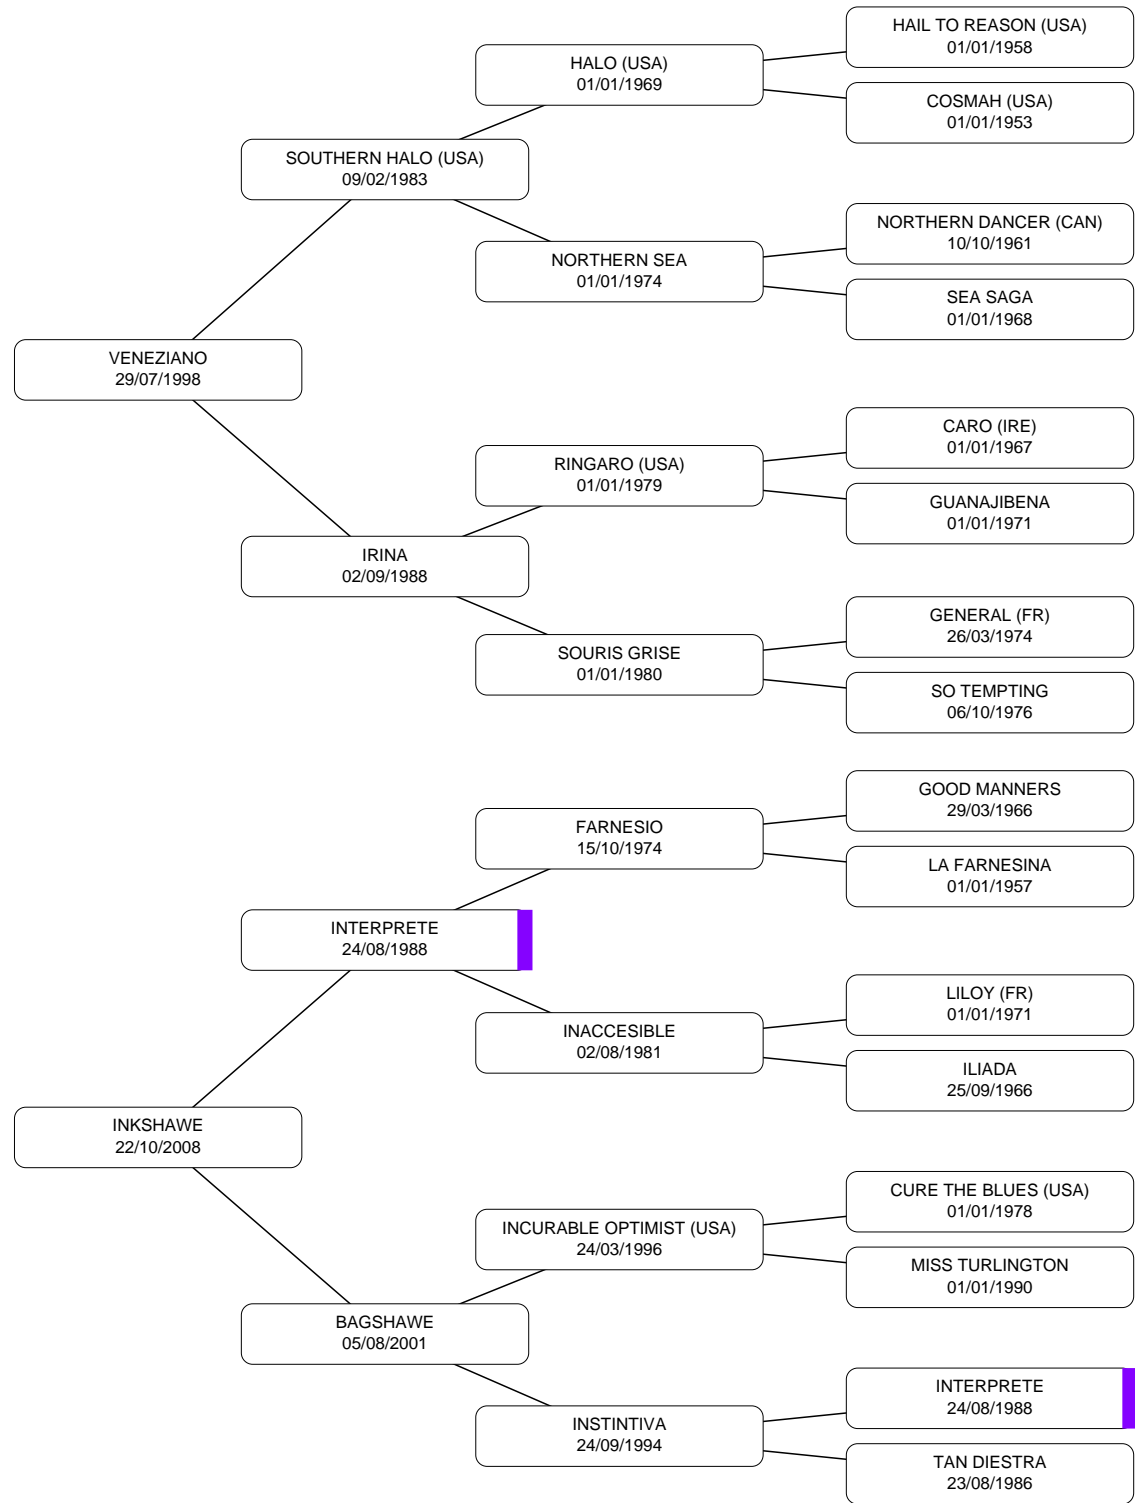 HAIL TO REASON (USA)
01/01/1958
HALO (USA)
01/01/1969
COSMAH (USA)
01/01/1953
SOUTHERN HALO (USA)
09/02/1983
NORTHERN DANCER (CAN)
10/10/1961
NORTHERN SEA
01/01/1974
SEA SAGA
01/01/1968
VENEZIANO
29/07/1998
CARO (IRE)
01/01/1967
RINGARO (USA)
01/01/1979
GUANAJIBENA
01/01/1971
IRINA
02/09/1988
GENERAL (FR)
26/03/1974
SOURIS GRISE
01/01/1980
SO TEMPTING
06/10/1976
GOOD MANNERS
29/03/1966
FARNESIO
15/10/1974
LA FARNESINA
01/01/1957
INTERPRETE
24/08/1988
LILOY (FR)
01/01/1971
INACCESIBLE
02/08/1981
ILIADA
25/09/1966
INKSHAWE
22/10/2008
CURE THE BLUES (USA)
01/01/1978
INCURABLE OPTIMIST (USA)
24/03/1996
MISS TURLINGTON
01/01/1990
BAGSHAWE
05/08/2001
INTERPRETE
24/08/1988
INSTINTIVA
24/09/1994
TAN DIESTRA
23/08/1986